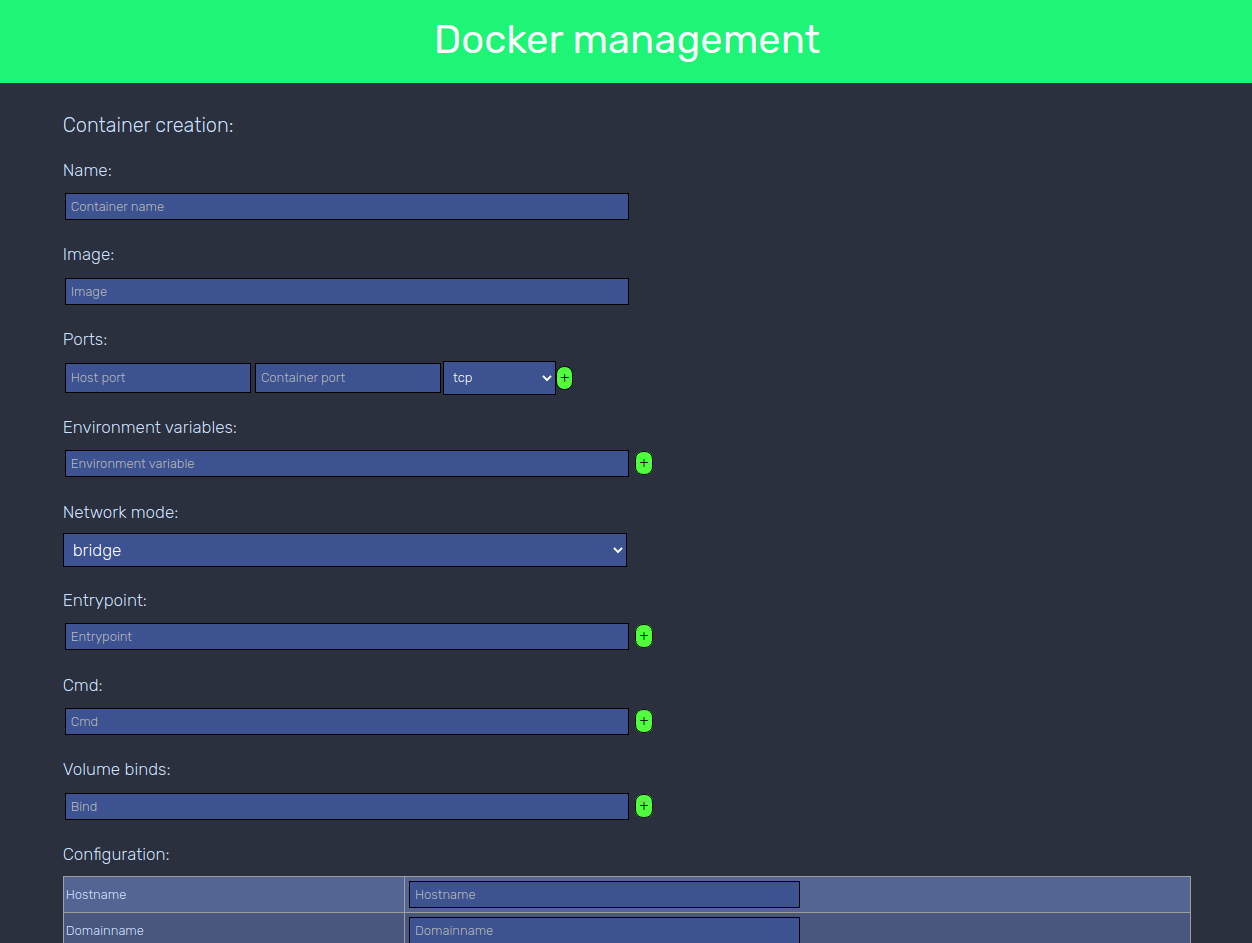 Docker management
Container creation:
Name:
Container name
Image:
Image
Ports:
Host port Container port tcp +
Environment variables:
Environment variable +
Network mode:
bridge
Entrypoint:
Entrypoint +
Cmd:
Cmd +
Volume binds:
Bind +
Configuration:
Hostname Hostname
Domainname Domainname